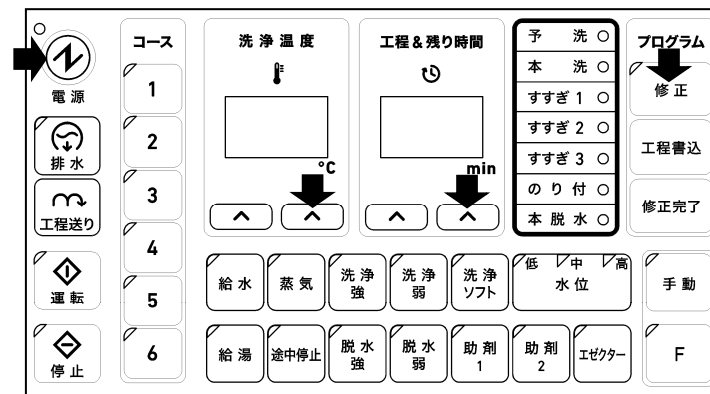 電源
排水
工程送り
運転
停止
コース
1
2
3
4
5
6
洗浄温度
℃
工程&残り時間
min
予洗
本洗
すすぎ1
すすぎ2
すすぎ3
のり付
本脱水
プログラム
修正
工程書込
修正完了
給水
蒸気
洗浄
強
洗浄
弱
洗浄
ソフト
低 中 高
水位
手動
給湯
途中停止
脱水
強
脱水
弱
助剤
1
助剤
2
エゼクター
F